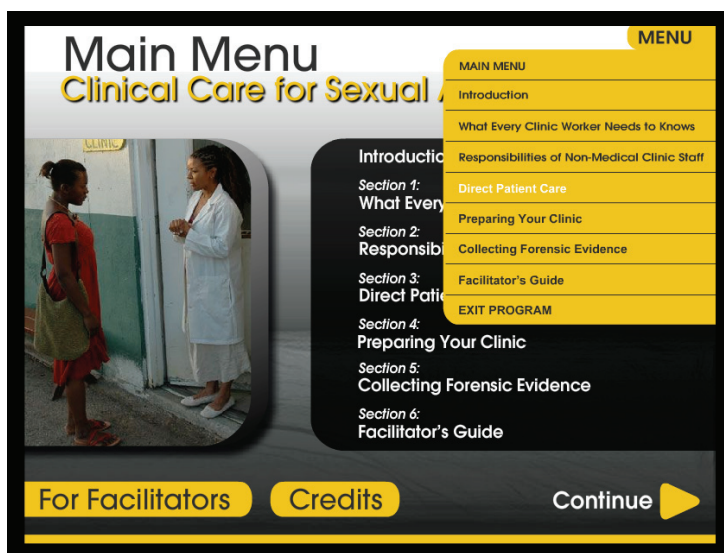 Main Menu
Clinical Care for Sexual
MENU
MAIN MENU
Introduction
What Every Clinic Worker Needs to Knows
Responsibilities of Non-Medical Clinic Staff
Direct Patient Care
Preparing Your Clinic
Collecting Forensic Evidence
Facilitator's Guide
EXIT PROGRAM
CLINIC
Section 1:
What Every
Section 2:
Section 3:
Direct
Section 4:
Preparing Your Clinic
Section 5:
Collecting Forensic Evidence
Section 6:
Facilitator's Guide
For Facilitators
Credits
Continue